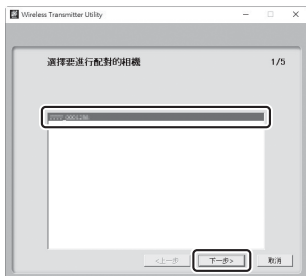 Wireless Transmitter Utility
選擇要進行配對的相機
1/5
<上一步
下一步>
取消